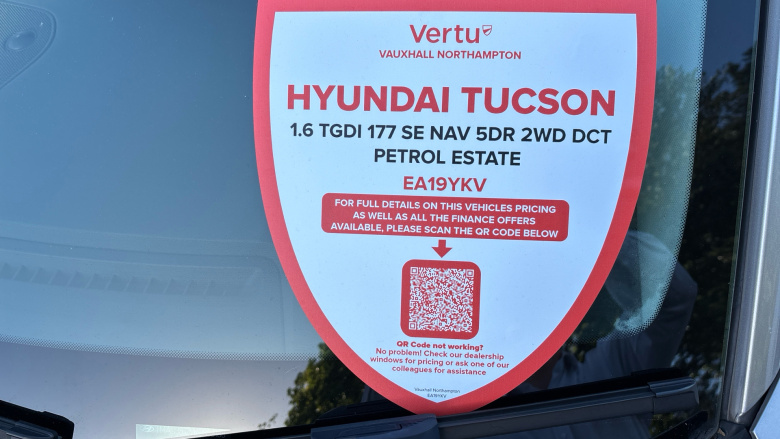 Vertu
VAUXHALL NORTHAMPTON
HYUNDAI TUCSON
1.6 TGDI 177 SE NAV 5DR 2WD DCT
PETROL ESTATE
EA19YKV
FOR FULL DETAILS ON THIS VEHICLES PRICING
AS WELL AS ALL THE FINANCE OFFERS
AVAILABLE, PLEASE SCAN THE QR CODE BELOW
QR Code not working?
No problem! Check our dealership
windows for pricing or ask one of our
colleagues for assistance
Vauxhall Northampton
EA19YKV